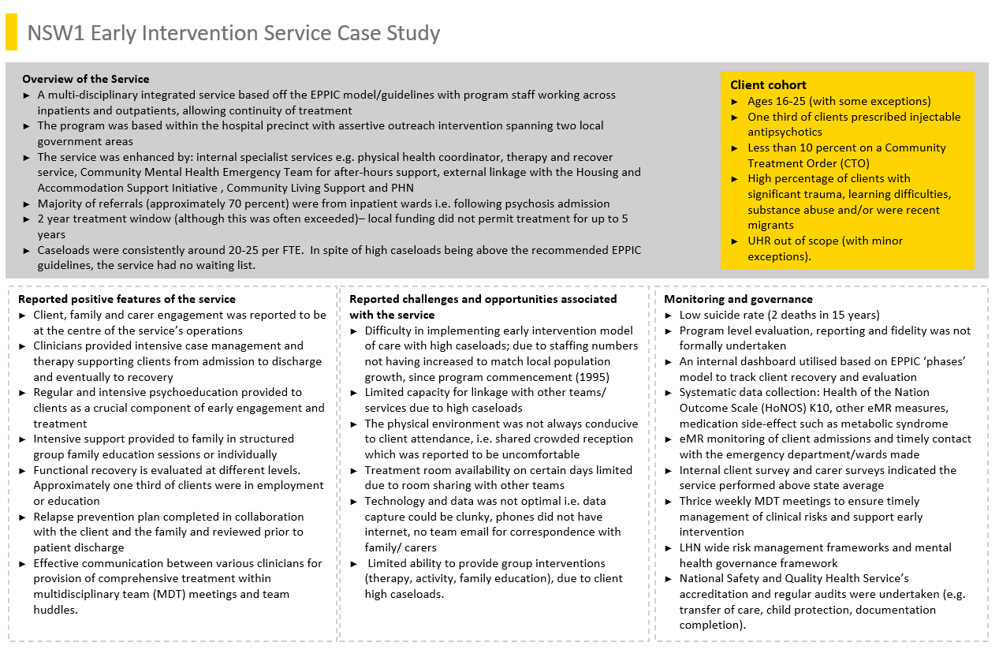 NSW1 Early Intervention Service Case Study
Overview of the Service
► A multi-disciplinary integrated service based off the EPPIC model/guidelines with program staff working across
inpatients and outpatients, allowing continuity of treatment
► The program was based within the hospital precinct with assertive outreach intervention spanning two local
government areas
► The service was enhanced by: internal specialist services e.g. physical health coordinator, therapy and recover
service, Community Mental Health Emergency Team for after-hours support, external linkage with the Housing and
Accommodation Support Initiative , Community Living Support and PHN
► Majority of referrals (approximately 70 percent) were from inpatient wards i.e. following psychosis admission
► 2 year treatment window (although this was often exceeded)– local funding did not permit treatment for up to 5
years
► Caseloads were consistently around 20-25 per FTE.  In spite of high caseloads being above the recommended EPPIC
guidelines, the service had no waiting list.
Client cohort
► Ages 16-25 (with some exceptions)
► One third of clients prescribed injectable
antipsychotics
► Less than 10 percent on a Community
Treatment Order (CTO)
► High percentage of clients with
significant trauma, learning difficulties,
substance abuse and/or were recent
migrants
► UHR out of scope (with minor
exceptions).
Reported positive features of the service
► Client, family and carer engagement was reported to be
at the centre of the service's operations
► Clinicians provided intensive case management and
therapy supporting clients from admission to discharge
and eventually to recovery
► Regular and intensive psychoeducation provided to
clients as a crucial component of early engagement and
treatment
► Intensive support provided to family in structured
group family education sessions or individually
► Functional recovery is evaluated at different levels.
Approximately one third of clients were in employment
or education
► Relapse prevention plan completed in collaboration
with the client and the family and reviewed prior to
patient discharge
► Effective communication between various clinicians for
provision of comprehensive treatment within
multidisciplinary team (MDT) meetings and team
huddles.
Reported challenges and opportunities associated
with the service
► Difficulty in implementing early intervention model
of care with high caseloads; due to staffing numbers
not having increased to match local population
growth, since program commencement (1995)
► Limited capacity for linkage with other teams/
services due to high caseloads
► The physical environment was not always conducive
to client attendance, i.e. shared crowded reception
which was reported to be uncomfortable
► Treatment room availability on certain days limited
due to room sharing with other teams
► Technology and data was not optimal i.e. data
capture could be clunky, phones did not have
internet, no team email for correspondence with
family/ carers
► Limited ability to provide group interventions
(therapy, activity, family education), due to client
high caseloads.
Monitoring and governance
► Low suicide rate (2 deaths in 15 years)
► Program level evaluation, reporting and fidelity was not
formally undertaken
► An internal dashboard utilised based on EPPIC 'phases'
model to track client recovery and evaluation
► Systematic data collection: Health of the Nation
Outcome Scale (HoNOS) K10, other eMR measures,
medication side-effect such as metabolic syndrome
► eMR monitoring of client admissions and timely contact
with the emergency department/wards made
► Internal client survey and carer surveys indicated the
service performed above state average
► Thrice weekly MDT meetings to ensure timely
management of clinical risks and support early
intervention
► LHN wide risk management frameworks and mental
health governance framework
► National Safety and Quality Health Service's
accreditation and regular audits were undertaken (e.g.
transfer of care, child protection, documentation
completion).